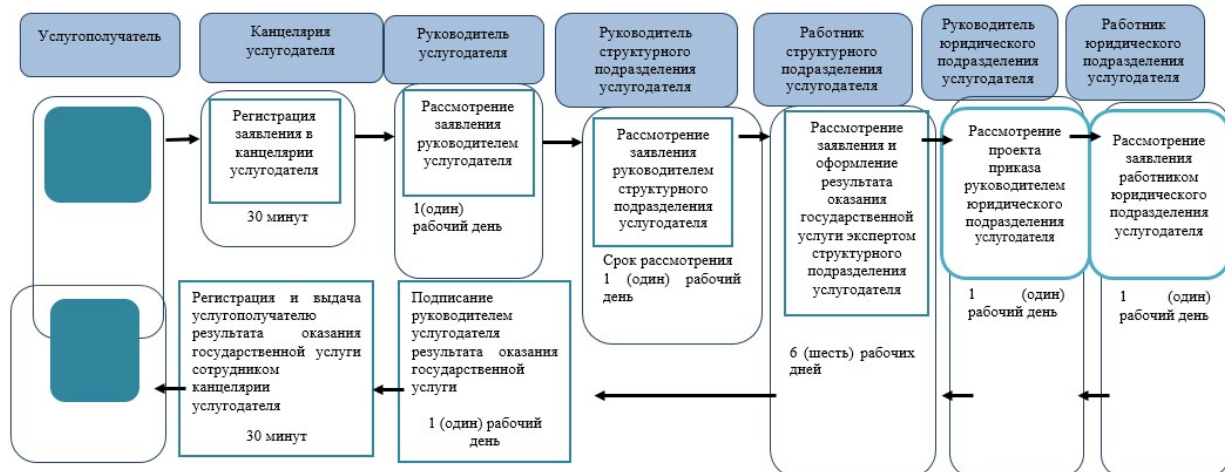 Услугополучатель
Канцелярия
услугодателя
Руководитель
услугодателя
Руководитель
структурного
подразделения
услугодателя
Работник
структурного
подразделения
услугодателя
Руководитель
юридического
подразделения
услугодателя
Работник
юридического
подразделения
услугодателя
Регистрация
заявления в
канцелярии
услугодателя
30 минут
Рассмотрение
заявления
руководителем
услугодателя
1(один)
рабочий день
Рассмотрение
заявления
руководителем
структурного
подразделения
услугодателя
Срок рассмотрения
1 (один) рабочий
день
Рассмотрение
заявления и
оформление
результата
оказания
государственной
услуги экспертом
структурного
подразделения
услугодателя
6 (шесть) рабочих
дней
Рассмотрение
проекта
приказа
руководителем
юридического
подразделения
услугодателя
1 (один)
рабочий день
Рассмотрение
заявления
работником
юридического
подразделения
услугодателя
1 (один)
рабочий день
Регистрация и выдача
услугополучателю
результата оказания
государственной услуги
сотрудником
канцелярии
услугодателя
30 минут
Подписание
руководителем
услугодателя
результата оказания
государственной
услуги
1 (один) рабочий
день